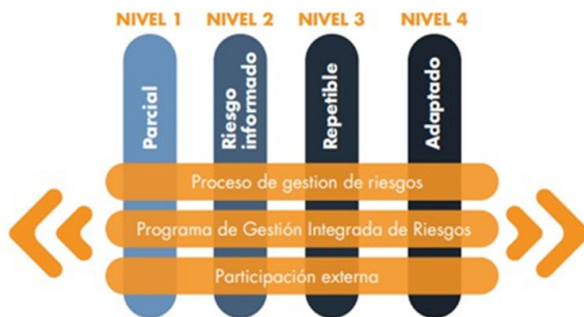 NIVEL 1 NIVEL 2 NIVEL 3 NIVEL 4
Parcial
Riesgo
informado
Repetible
Adaptado
Proceso de gestion de riesgos
Programa de Gestión Integrada de Riesgos
Participación externa